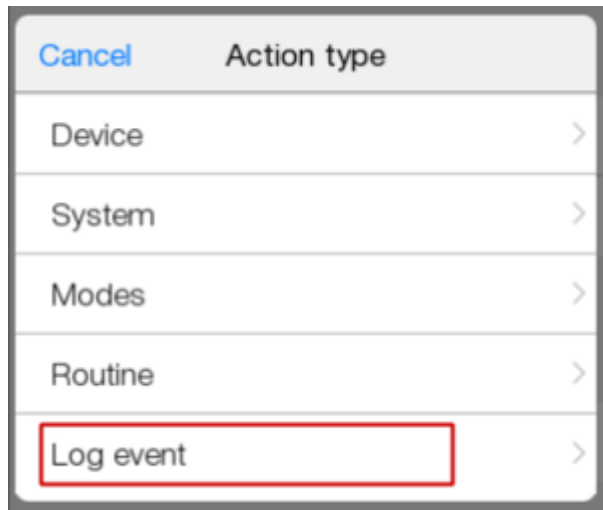 Cancel Action type
Device
System
Modes
Routine
Log event